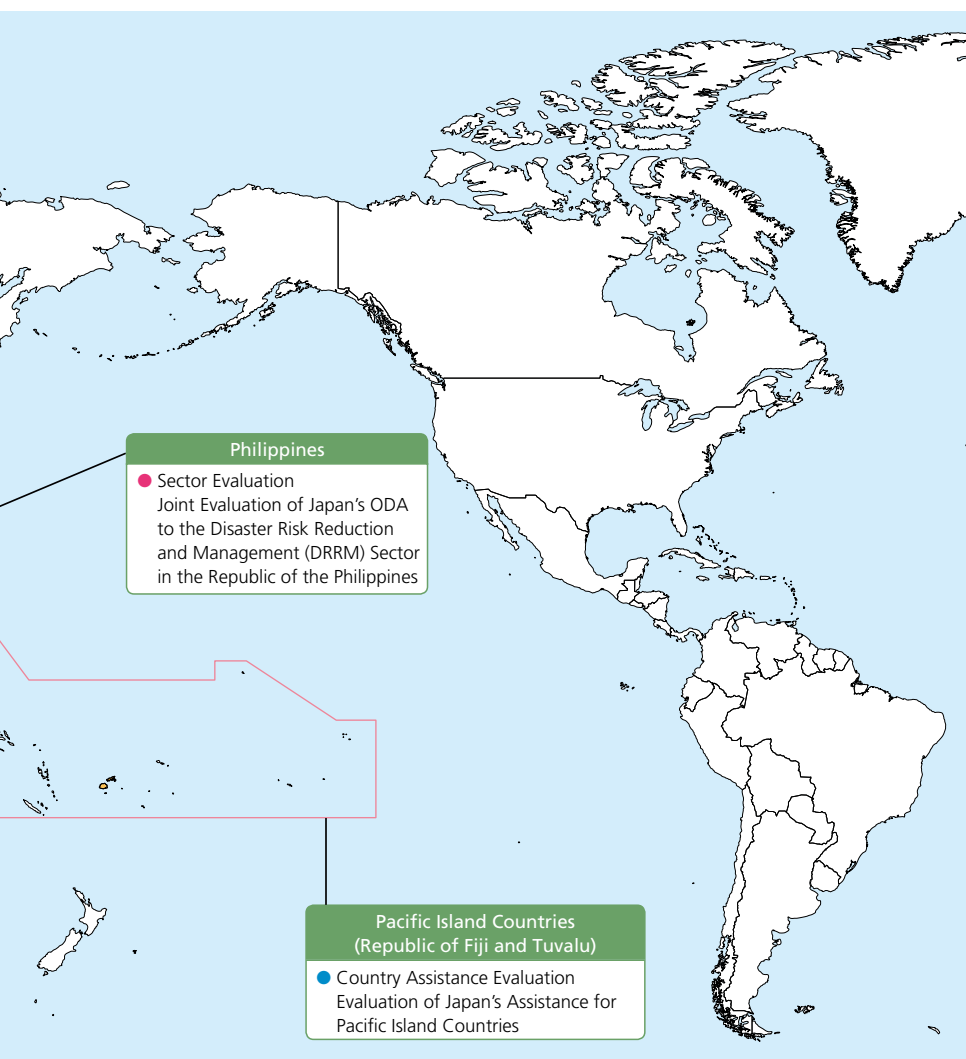 Philippines
● Sector Evaluation
Joint Evaluation of Japan's ODA
to the Disaster Risk Reduction
and Management (DRRM) Sector
in the Republic of the Philippines
Pacific Island Countries
(Republic of Fiji and Tuvalu)
● Country Assistance Evaluation
Evaluation of Japan's Assistance for
Pacific Island Countries